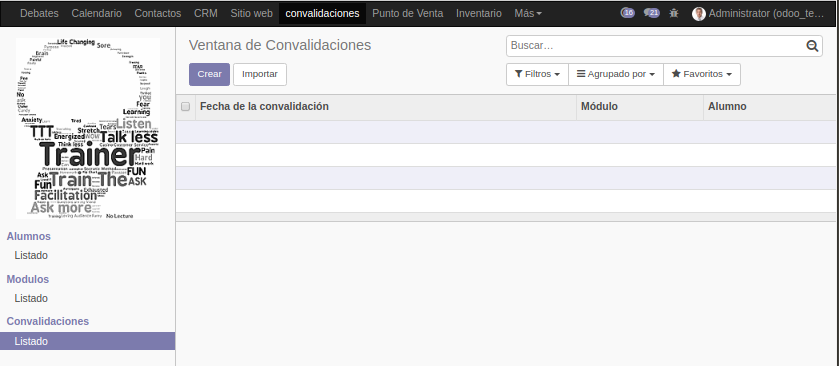 Debates Calendario Contactos CRM Sitio web convalidaciones Punto de Venta Inventario Más 16 21 Administrator (odoo_te...
Ventana de Convalidaciones
Buscar...
Crear Importar
Filtros Agrupado por Favoritos
Fecha de la convalidación Módulo Alumno
Life Changing
Sore
Brain
No
Fear
Learning
Anxiety
Listen
TTT
Tears
Stretch
Energized
WOW
Talk less
Think less
Trainer
Pain
Hard
Ask
FUN
Fun
Train-The
ASK
Facilitation
Exhausted
Ask more
No Lecture
Alumnos
Listado
Modulos
Listado
Convalidaciones
Listado